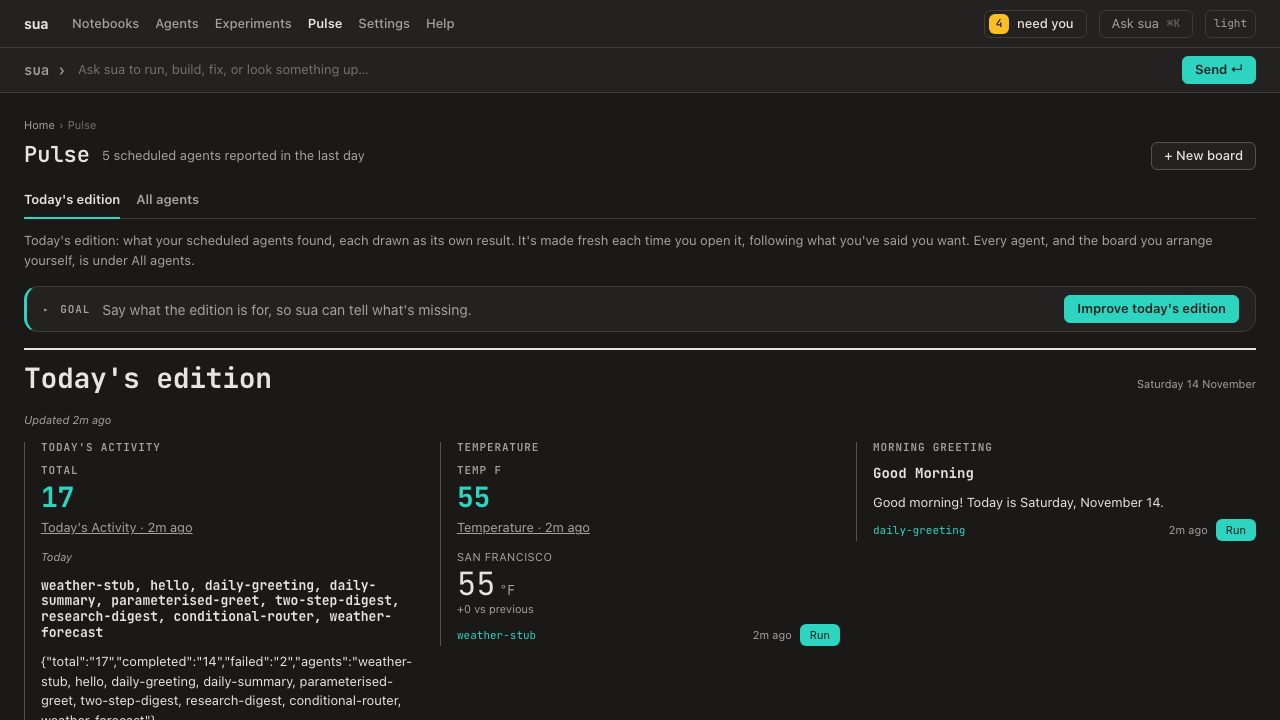 sua Notebooks Agents Experiments Pulse Settings Help 4 need you Ask sua ⌘K light
sua › Ask sua to run, build, fix, or look something up… Send ↵
Home › Pulse
Pulse 5 scheduled agents reported in the last day + New board
Today's edition All agents
Today's edition: what your scheduled agents found, each drawn as its own result. It's made fresh each time you open it, following what you've said you want. Every agent, and the board you arrange
yourself, is under All agents.
▸ GOAL Say what the edition is for, so sua can tell what's missing. Improve today's edition
Today's edition Saturday 14 November
Updated 2m ago
TODAY'S ACTIVITY
TOTAL
17
Today's Activity · 2m ago
Today
weather-stub, hello, daily-greeting, daily-
summary, parameterised-greet, two-step-digest,
research-digest, conditional-router, weather-
forecast
{"total":"17","completed":"14","failed":"2","agents":"weather-
stub, hello, daily-greeting, daily-summary, parameterised-
greet, two-step-digest, research-digest, conditional-router,
weather-forecast"}
TEMPERATURE
TEMP F
55
Temperature · 2m ago
SAN FRANCISCO
55 °F
+0 vs previous
weather-stub 2m ago Run
MORNING GREETING
Good Morning
Good morning! Today is Saturday, November 14.
daily-greeting 2m ago Run